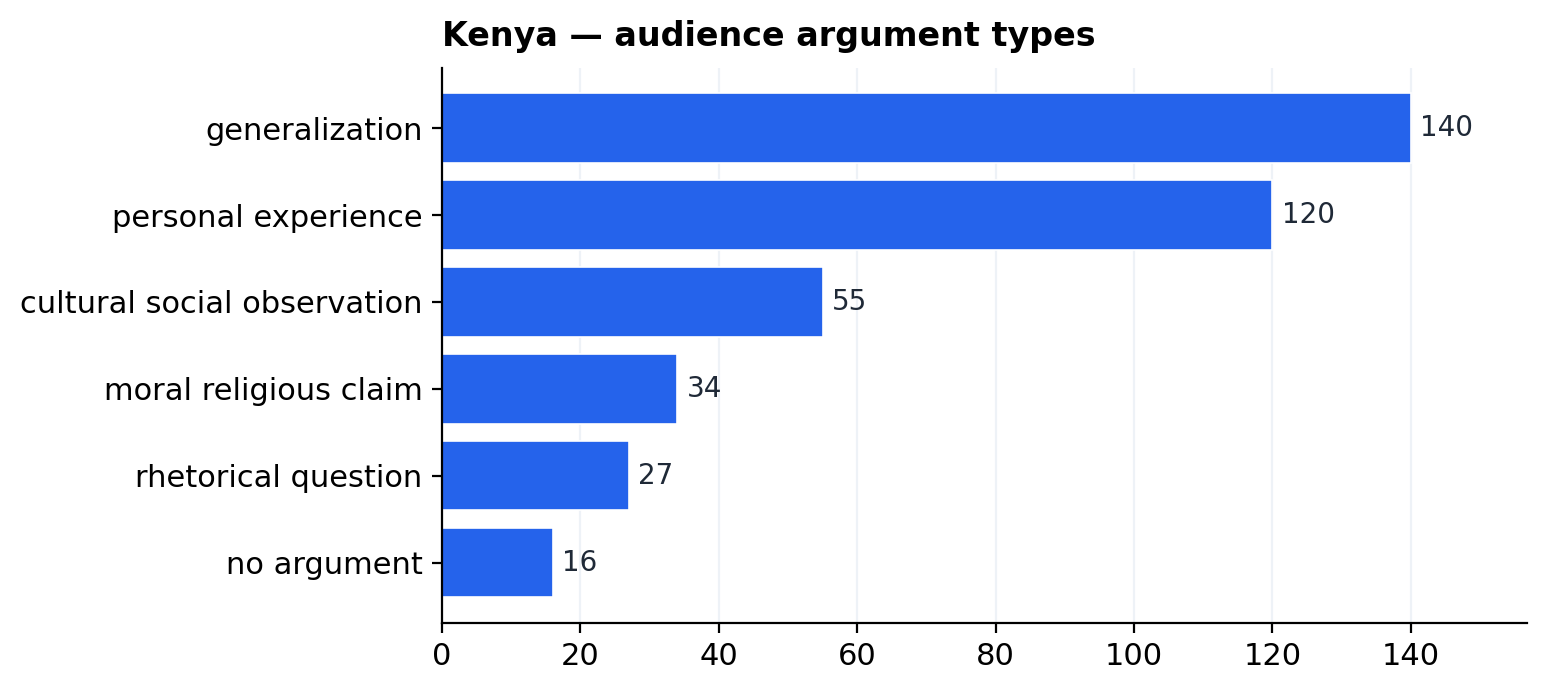 Kenya — audience argument types
generalization 140
personal experience 120
cultural social observation 55
moral religious claim 34
rhetorical question 27
no argument 16
0 20 40 60 80 100 120 140